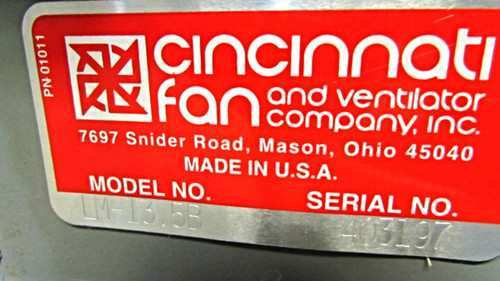 PN 01011
cincinnati
fan and ventilator
company, inc.
7697 Snider Road, Mason, Ohio 45040
MADE IN U.S.A.
MODEL NO. SERIAL NO.
LM-13.5B 403197